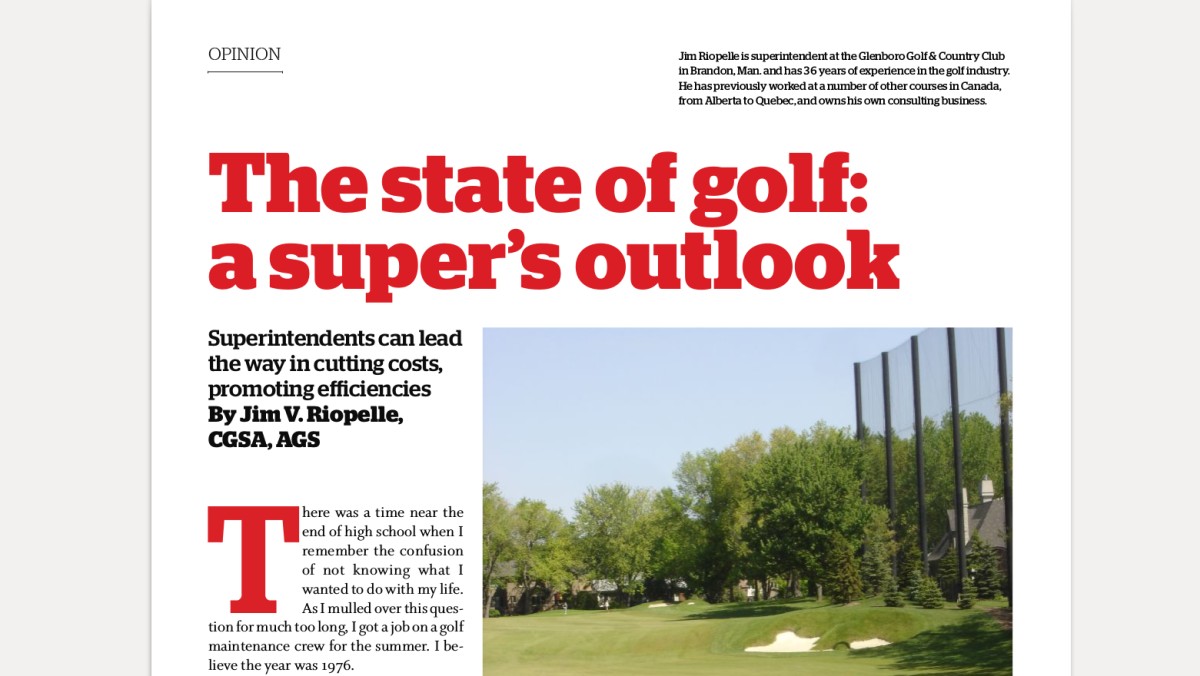 OPINION
Jim Riopelle is superintendent at the Glenboro Golf & Country Club
in Brandon, Man. and has 36 years of experience in the golf industry.
He has previously worked at a number of other courses in Canada,
from Alberta to Quebec, and owns his own consulting business.
The state of golf:
a super’s outlook
Superintendents can lead
the way in cutting costs,
promoting efficiencies
By Jim V. Riopelle,
CGSA, AGS
There was a time near the
end of high school when I
remember the confusion
of not knowing what I
wanted to do with my life.
As I mulled over this ques-
tion for much too long, I got a job on a golf
maintenance crew for the summer. I be-
lieve the year was 1976.